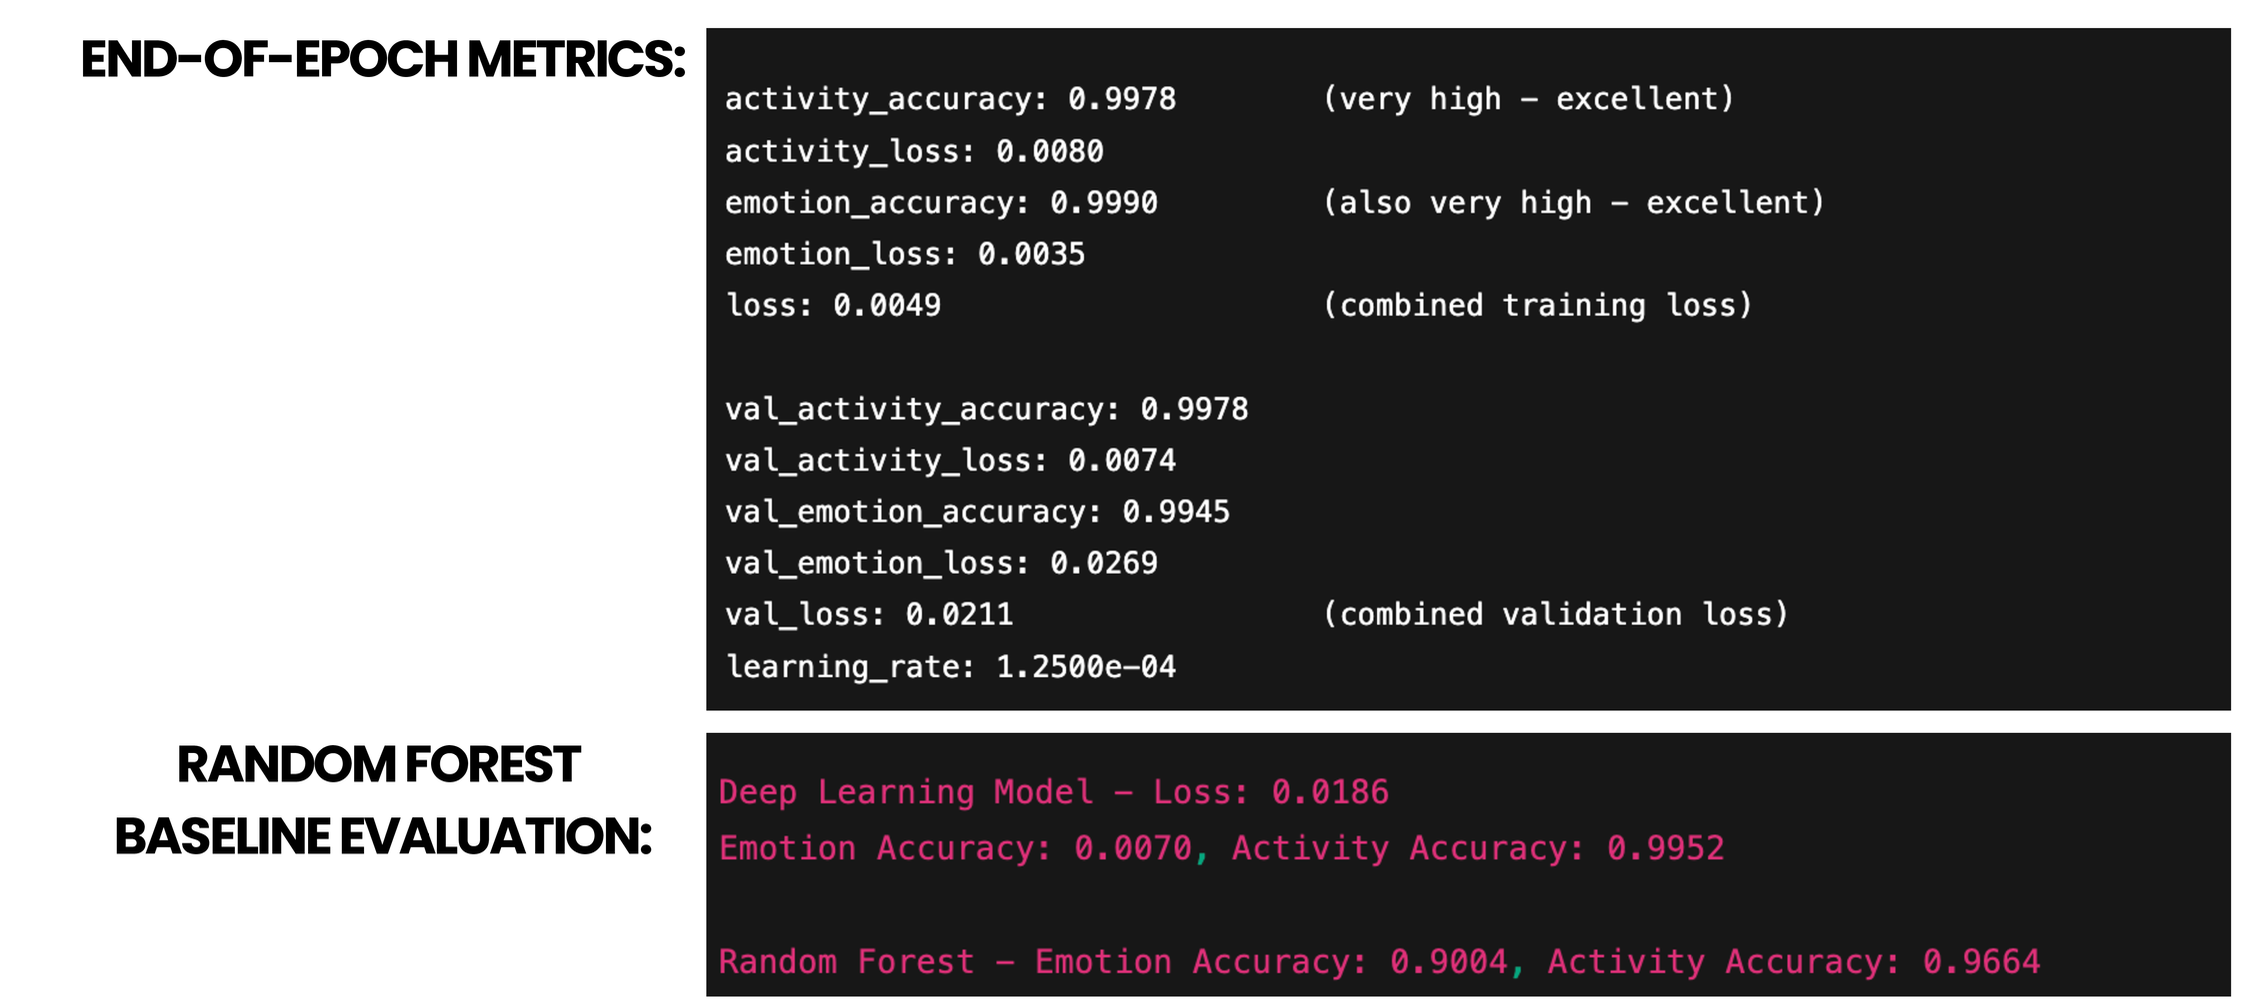 END-OF-EPOCH METRICS:
activity_accuracy: 0.9978 (very high – excellent)
activity_loss: 0.0080
emotion_accuracy: 0.9990 (also very high – excellent)
emotion_loss: 0.0035
loss: 0.0049 (combined training loss)
val_activity_accuracy: 0.9978
val_activity_loss: 0.0074
val_emotion_accuracy: 0.9945
val_emotion_loss: 0.0269
val_loss: 0.0211 (combined validation loss)
learning_rate: 1.2500e–04
RANDOM FOREST
BASELINE EVALUATION:
Deep Learning Model – Loss: 0.0186
Emotion Accuracy: 0.0070, Activity Accuracy: 0.9952
Random Forest – Emotion Accuracy: 0.9004, Activity Accuracy: 0.9664